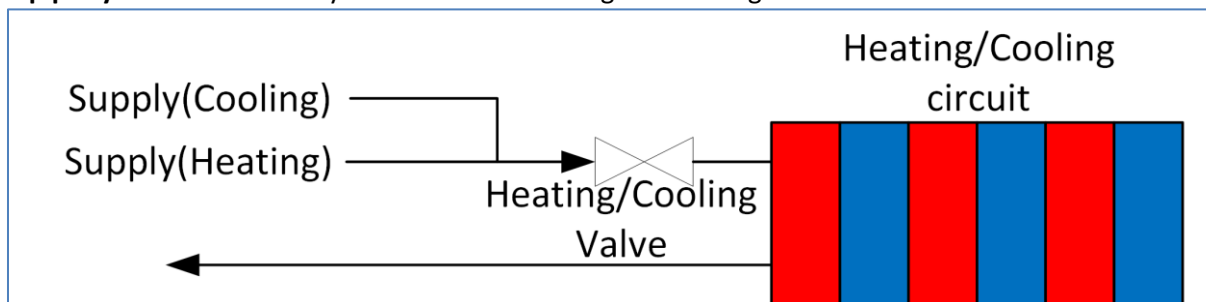 Heating/Cooling
circuit
Supply(Cooling)
Supply(Heating)
Heating/Cooling
Valve